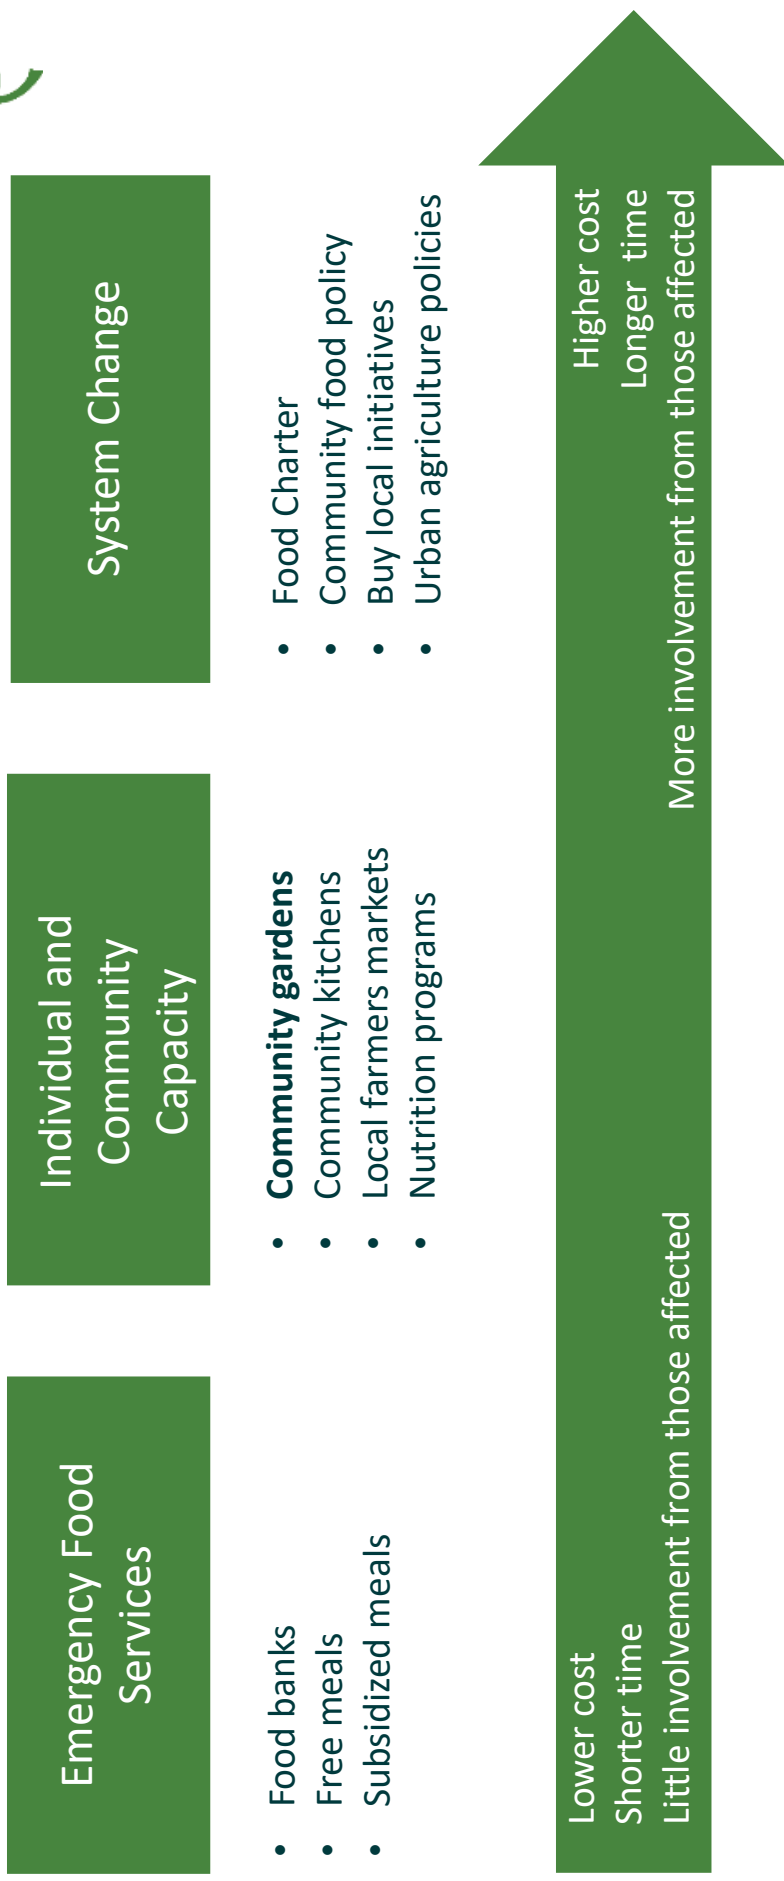 Emergency Food
Services
• Food banks
• Free meals
• Subsidized meals
Individual and
Community
Capacity
• Community gardens
• Community kitchens
• Local farmers markets
• Nutrition programs
System Change
• Food Charter
• Community food policy
• Buy local initiatives
• Urban agriculture policies
Lower cost
Shorter time
Little involvement from those affected
Higher cost
Longer time
More involvement from those affected